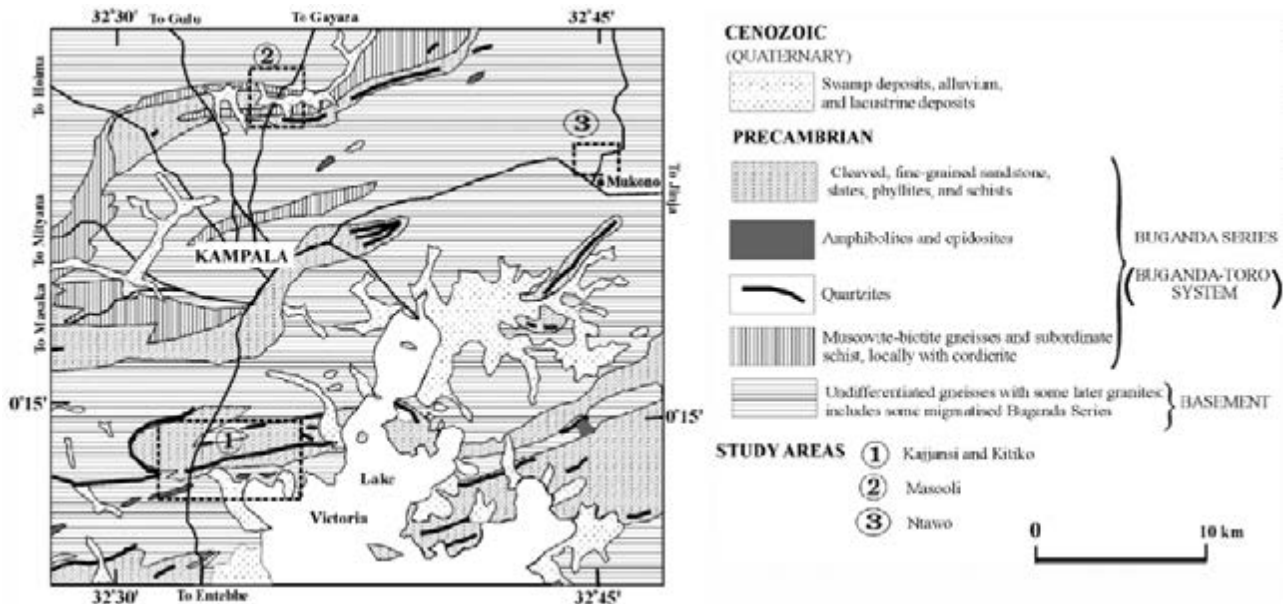 32°30'
To Gulu
To Gayaza
32°45'
To Hoima
To Mityana
To Masaka
To Jinja
2
3
Mukono
KAMPALA
0°15'
0°15'
1
Lake
Victoria
32°30'
To Entebbe
32°45'
CENOZOIC
(QUATERNARY)
Swamp deposits, alluvium,
and lacustrine deposits
PRECAMBRIAN
Cleaved, fine-grained sandstone,
slates, phyllites, and schists
Amphibolites and epidosites
Quartzites
Muscovite-biotite gneisses and subordinate
schist, locally with cordierite
BUGANDA SERIES
(BUGANDA-TORO
SYSTEM)
Undifferentiated gneisses with some later granites
includes some migmatised Buganda Series
BASEMENT
STUDY AREAS
1 Kajjansi and Kitiko
2 Masooli
3 Ntawo
0
10 km